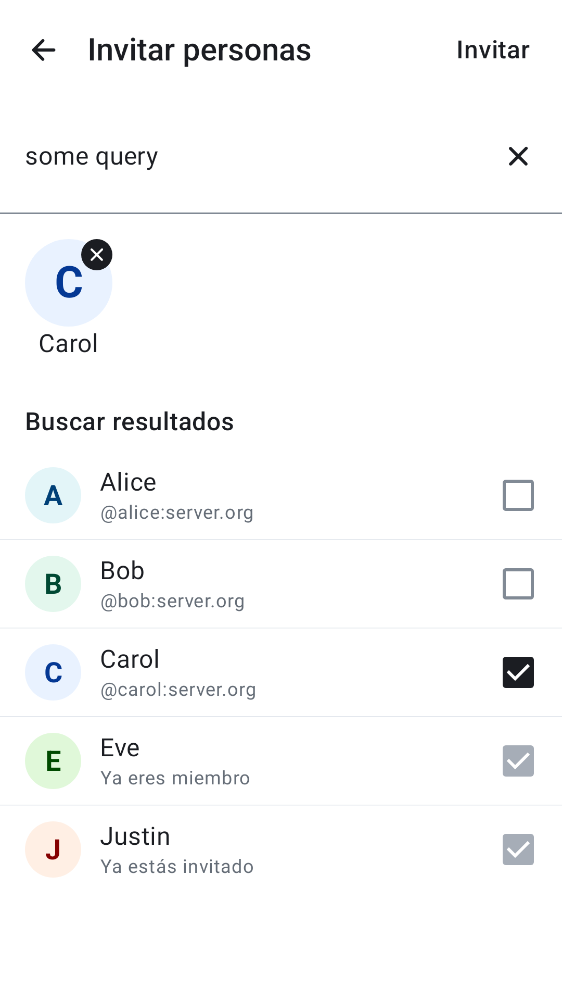 Invitar personas
Invitar
some query
C
Carol
Buscar resultados
A
Alice
@alice:server.org
B
Bob
@bob:server.org
C
Carol
@carol:server.org
E
Eve
Ya eres miembro
J
Justin
Ya estás invitado